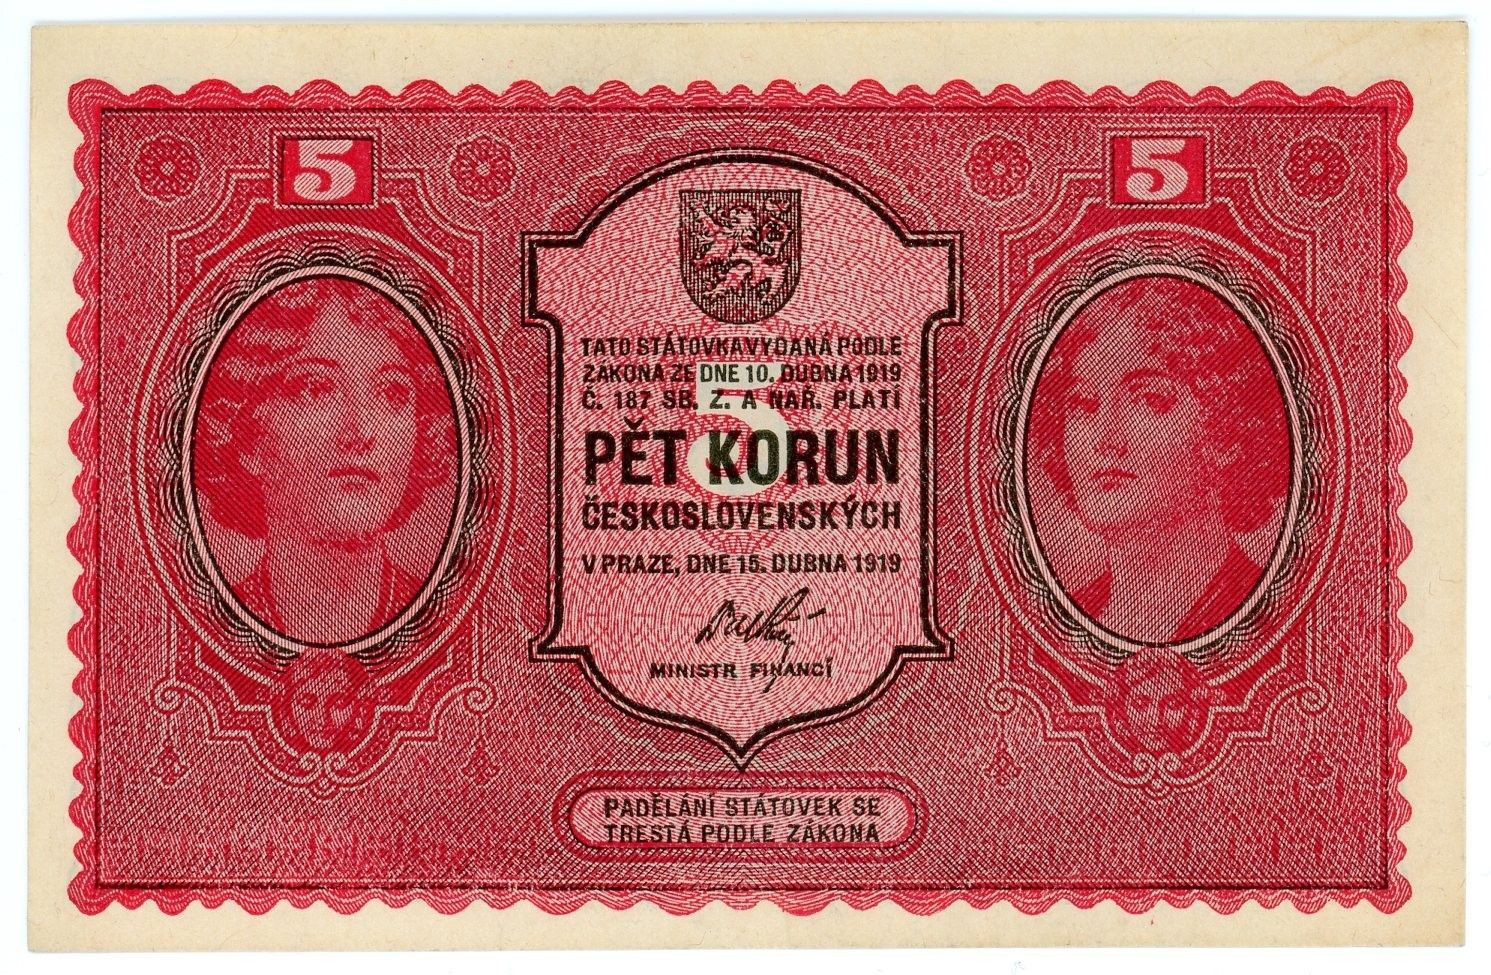 5 5
TATO STÁTOVKA VYDANÁ PODLE
ZÁKONA ZE DNE 10. DUBNA 1919
Č. 187 SB. Z. A NAŘ. PLATÍ
5
PĚT KORUN
ČESKOSLOVENSKÝCH
V PRAZE, DNE 15. DUBNA 1919
MINISTR FINANCÍ
PADĚLÁNÍ STÁTOVEK SE
TRESTÁ PODLE ZÁKONA